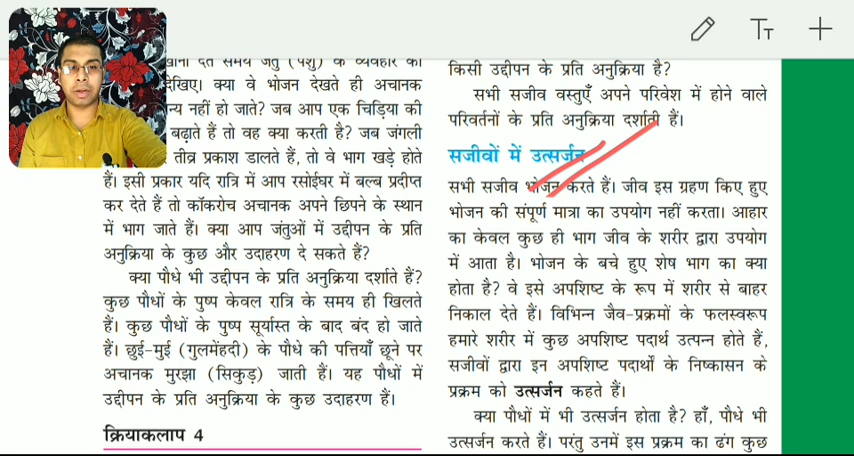 खाना देते समय जंतु (पशु) के व्यवहार को
देखिए। क्या वे भोजन देखते ही अचानक
न्य नहीं हो जाते? जब आप एक चिड़िया की
बढ़ाते हैं तो वह क्या करती है? जब जंगली
तीव्र प्रकाश डालते हैं, तो वे भाग खड़े होते
हैं। इसी प्रकार यदि रात्रि में आप रसोईघर में बल्ब प्रदीप्त
कर देते हैं तो कॉकरोच अचानक अपने छिपने के स्थान
में भाग जाते हैं। क्या आप जंतुओं में उद्दीपन के प्रति
अनुक्रिया के कुछ और उदाहरण दे सकते हैं?
क्या पौधे भी उद्दीपन के प्रति अनुक्रिया दर्शाते हैं?
कुछ पौधों के पुष्प केवल रात्रि के समय ही खिलते
हैं। कुछ पौधों के पुष्प सूर्यास्त के बाद बंद हो जाते
हैं। छुई-मुई (गुलमेंहदी) के पौधे की पत्तियाँ छूने पर
अचानक मुरझा (सिकुड़) जाती हैं। यह पौधों में
उद्दीपन के प्रति अनुक्रिया के कुछ उदाहरण हैं।
क्रियाकलाप 4
किसी उद्दीपन के प्रति अनुक्रिया है?
सभी सजीव वस्तुएँ अपने परिवेश में होने वाले
परिवर्तनों के प्रति अनुक्रिया दर्शाती हैं।
सजीवों में उत्सर्जन
सभी सजीव भोजन करते हैं। जीव इस ग्रहण किए हुए
भोजन की संपूर्ण मात्रा का उपयोग नहीं करता। आहार
का केवल कुछ ही भाग जीव के शरीर द्वारा उपयोग
में आता है। भोजन के बचे हुए शेष भाग का क्या
होता है? वे इसे अपशिष्ट के रूप में शरीर से बाहर
निकाल देते हैं। विभिन्न जैव-प्रक्रमों के फलस्वरूप
हमारे शरीर में कुछ अपशिष्ट पदार्थ उत्पन्न होते हैं,
सजीवों द्वारा इन अपशिष्ट पदार्थों के निष्कासन के
प्रक्रम को उत्सर्जन कहते हैं।
क्या पौधों में भी उत्सर्जन होता है? हाँ, पौधे भी
उत्सर्जन करते हैं। परंतु उनमें इस प्रक्रम का ढंग कुछ